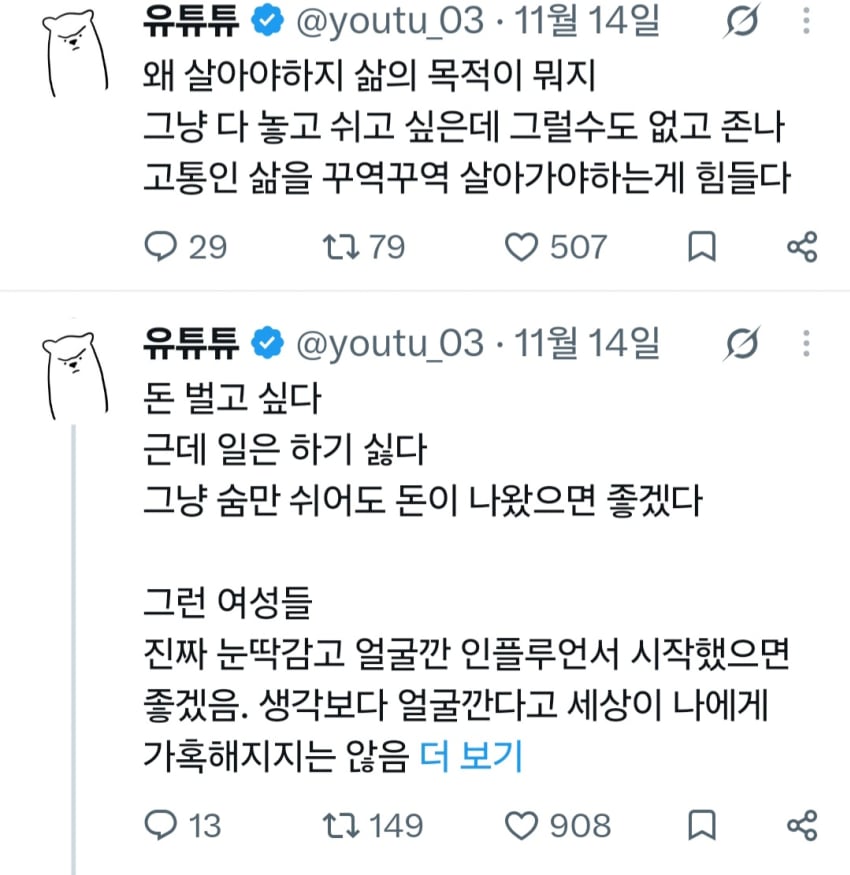 유튜튜 @youtu_03 · 11월 14일
왜 살아야하지 삶의 목적이 뭐지
그냥 다 놓고 쉬고 싶은데 그럴수도 없고 존나
고통인 삶을 꾸역꾸역 살아가야하는게 힘들다
29 79 507
유튜튜 @youtu_03 · 11월 14일
돈 벌고 싶다
근데 일은 하기 싫다
그냥 숨만 쉬어도 돈이 나왔으면 좋겠다
그런 여성들
진짜 눈딱감고 얼굴깐 인플루언서 시작했으면
좋겠음. 생각보다 얼굴깐다고 세상이 나에게
가혹해지지는 않음 더 보기
13 149 908